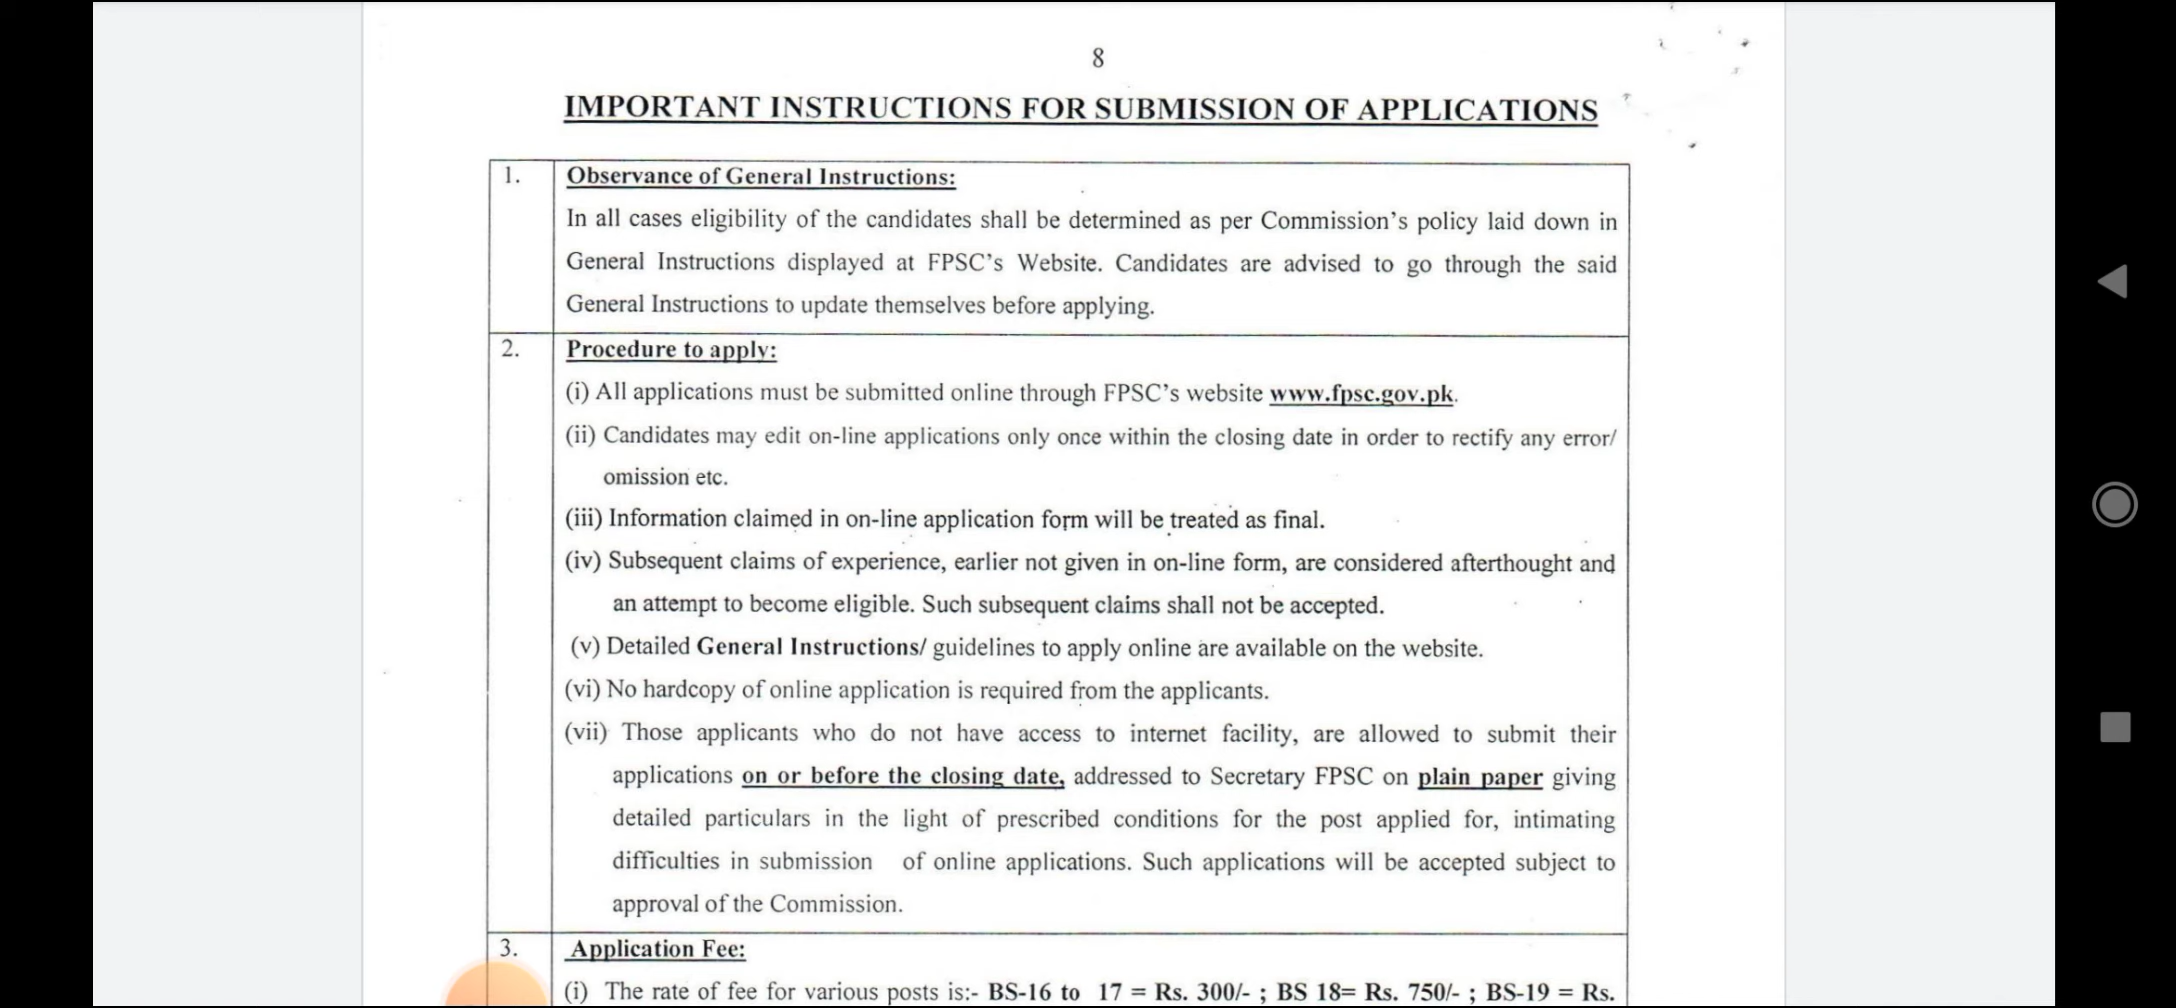 8
IMPORTANT INSTRUCTIONS FOR SUBMISSION OF APPLICATIONS
1. Observance of General Instructions:
In all cases eligibility of the candidates shall be determined as per Commission's policy laid down in
General Instructions displayed at FPSC's Website. Candidates are advised to go through the said
General Instructions to update themselves before applying.
2. Procedure to apply:
(i) All applications must be submitted online through FPSC's website www.fpsc.gov.pk.
(ii) Candidates may edit on-line applications only once within the closing date in order to rectify any error/
omission etc.
(iii) Information claimed in on-line application form will be treated as final.
(iv) Subsequent claims of experience, earlier not given in on-line form, are considered afterthought and
an attempt to become eligible. Such subsequent claims shall not be accepted.
(v) Detailed General Instructions/ guidelines to apply online are available on the website.
(vi) No hardcopy of online application is required from the applicants.
(vii) Those applicants who do not have access to internet facility, are allowed to submit their
applications on or before the closing date, addressed to Secretary FPSC on plain paper giving
detailed particulars in the light of prescribed conditions for the post applied for, intimating
difficulties in submission of online applications. Such applications will be accepted subject to
approval of the Commission.
3. Application Fee:
(i) The rate of fee for various posts is:- BS-16 to 17 = Rs. 300/- ; BS 18= Rs. 750/- ; BS-19 = Rs.